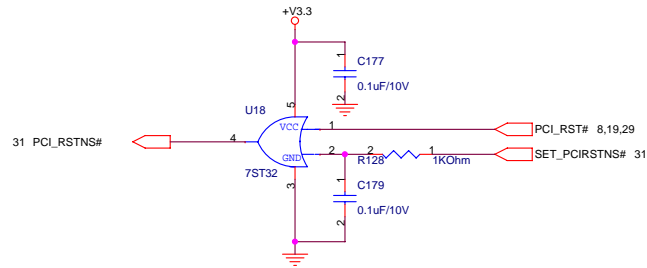 +V3.3
1
C177
0.1uF/10V
2
U18
5
VCC
1
PCI_RST# 8,19,29
31 PCI_RSTNS#
4
GND
2
2
R128
1
1KOhm
SET_PCIRSTNS# 31
7ST32
3
1
C179
0.1uF/10V
2